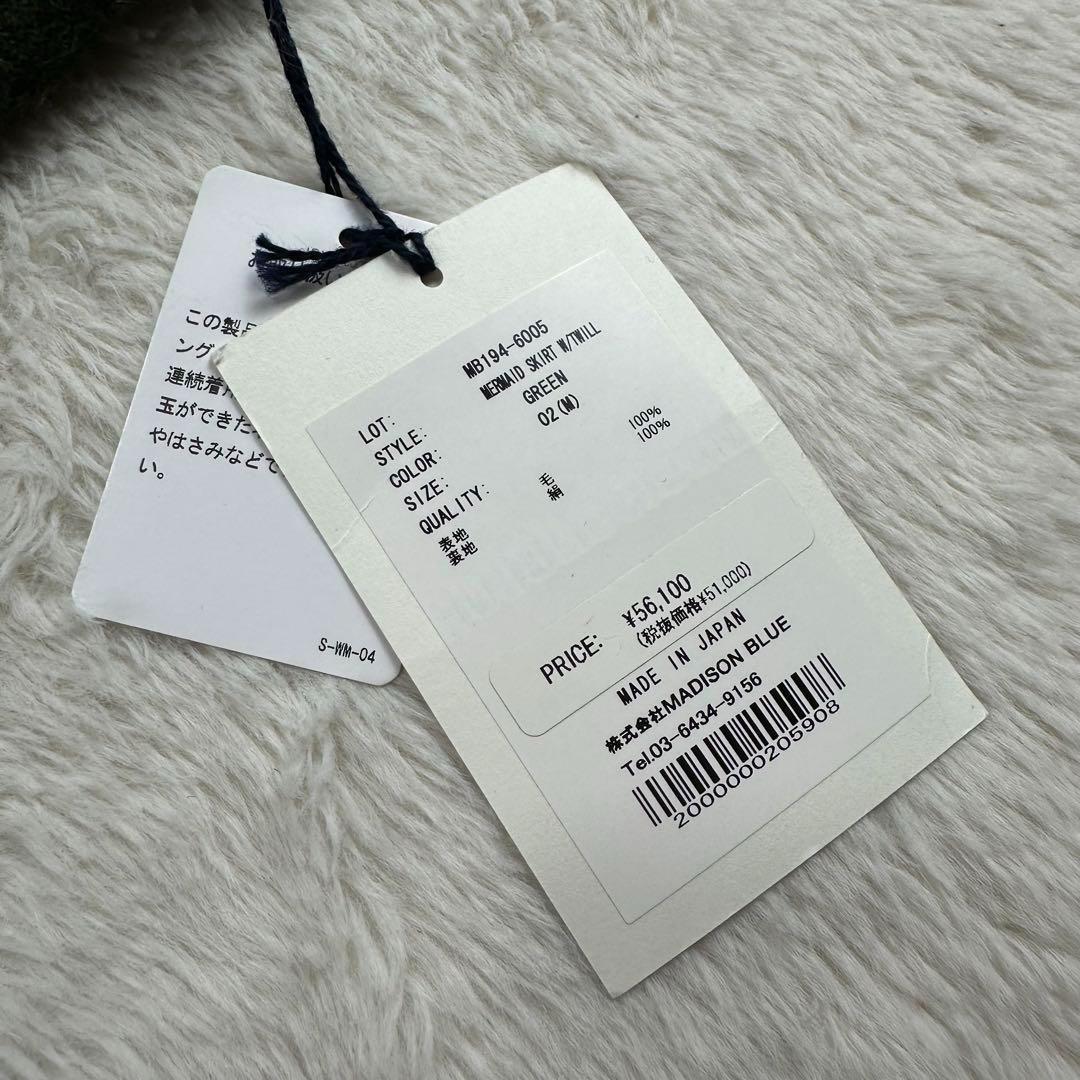 この製品
ング
連続着
玉ができた
やはさみなどで
い。
S-WM-04
LOT: MB194-6005
STYLE: MERMAID SKIRT W/TWILL
COLOR: GREEN
SIZE: 02(M)
QUALITY:
表地 毛 100%
裏地 絹 100%
PRICE: ¥56,100
(税抜価格¥51,000)
MADE IN JAPAN
株式会社MADISON BLUE
Tel.03-6434-9156
2000000205908